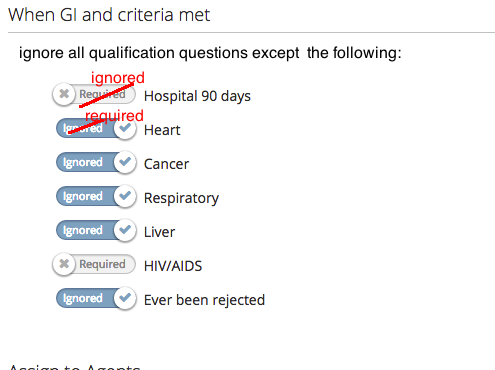 When GI and criteria met
ignore all qualification questions except the following:
ignored
Required Hospital 90 days
required
Ignored Heart
Ignored Cancer
Ignored Respiratory
Ignored Liver
Required HIV/AIDS
Ignored Ever been rejected
Assign to Agents